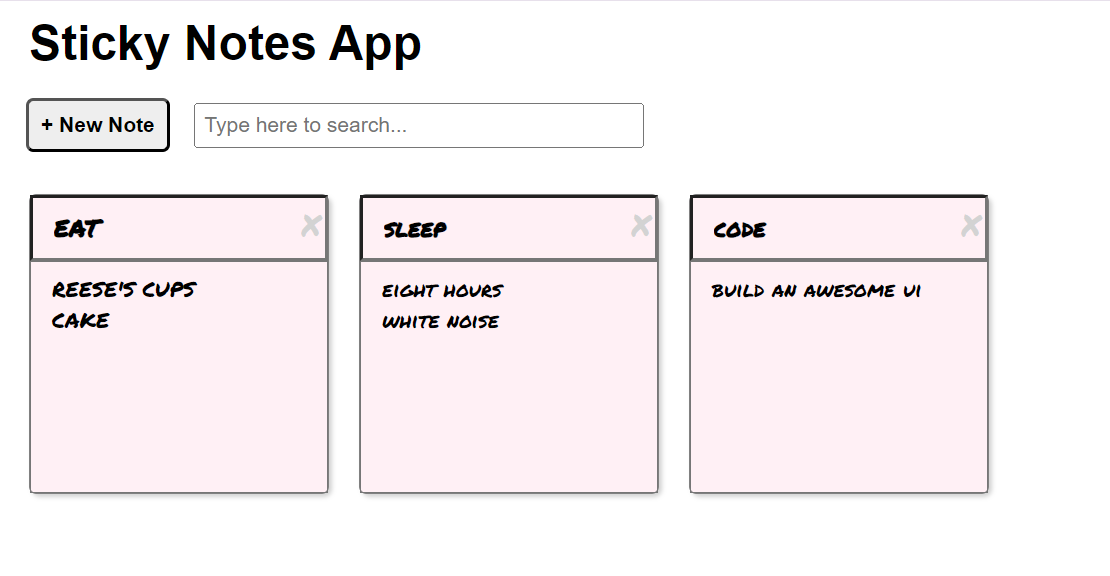 Sticky Notes App
+ New Note
Type here to search...
EAT
SLEEP
CODE
REESE'S CUPS
CAKE
EIGHT HOURS
WHITE NOISE
BUILD AN AWESOME UI